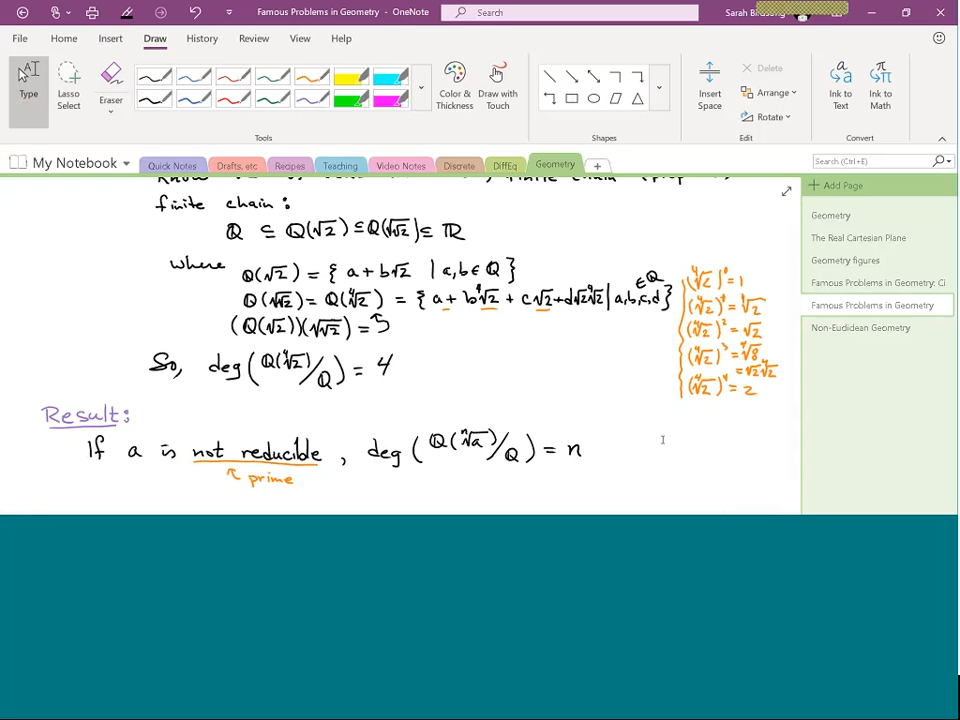 Famous Problems in Geometry - OneNote
Search
Sarah
File Home Insert Draw History Review View Help
Type
Lasso Select
Eraser
Color & Thickness
Draw with Touch
Insert Space
Delete
Arrange
Rotate
Ink to Text
Ink to Math
Tools
Shapes
Edit
Convert
My Notebook
Quick Notes
Drafts, etc
Recipes
Teaching
Video Notes
Discrete
DiffEq
Geometry
Search (Ctrl+E)
Add Page
Geometry
The Real Cartesian Plane
Geometry figures
Famous Problems in Geometry: Ci
Famous Problems in Geometry
Non-Eudidean Geometry
finite chain:
ℚ ⊆ ℚ(√2) ⊆ ℚ(√√2) ⊆ ℝ
where ℚ(√2) = { a + b√2 | a,b ∈ ℚ }
ℚ(√√2) = ℚ(⁴√2) = { a + b⁴√2 + c√2 + d√2⁴√2 | a,b,c,d } ∈ℚ
(ℚ(√2))(√√2) =
So, deg(ℚ(⁴√2)/ℚ) = 4
(⁴√2)⁰ = 1
(⁴√2)¹ = ⁴√2
(⁴√2)² = √2
(⁴√2)³ = ⁴√8
= √2⁴√2
(⁴√2)⁴ = 2
Result:
If a is not reducible, deg(ℚ(ⁿ√a)/ℚ) = n
prime